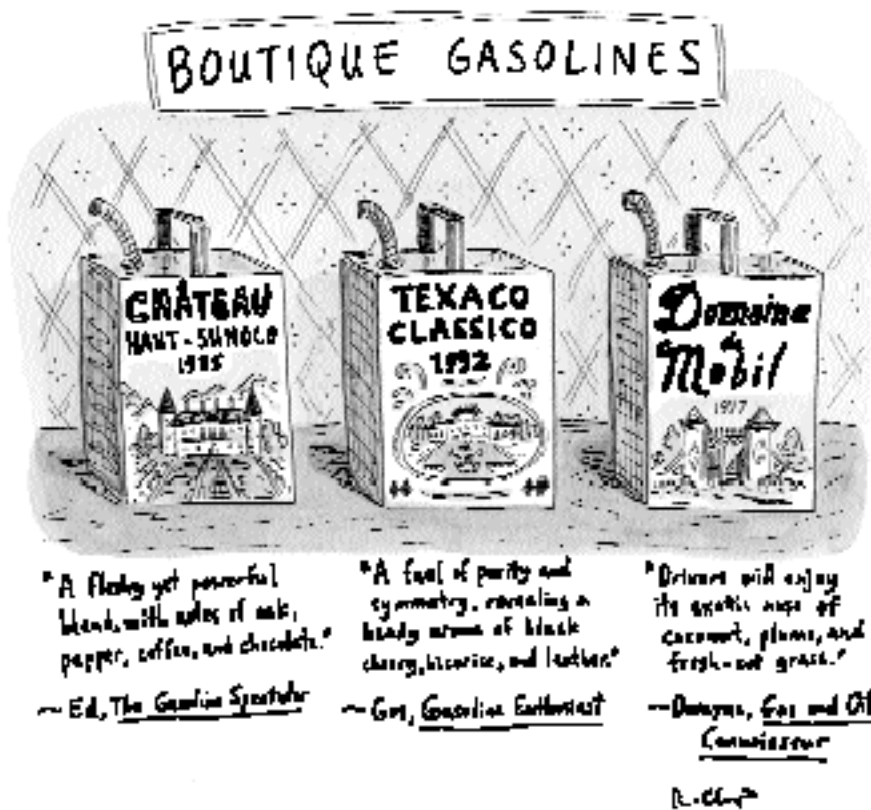 BOUTIQUE GASOLINES
CHÂTEAU
HAUT-SUNOCO
1985
TEXACO
CLASSICO
1992
Domaine
de
Mobil
1977
"A fleshy yet powerful
blend, with notes of oak,
pepper, coffee, and chocolate."
— Ed, The Gasoline Spectator
"A fuel of purity and
symmetry, revealing a
heady aroma of black
cherry, licorice, and leather."
— Gus, Gasoline Enthusiast
"Drivers will enjoy
its exotic nose of
coconut, plums, and
fresh-cut grass."
— Dwayne, Gas and Oil
Connoisseur
R. Chast